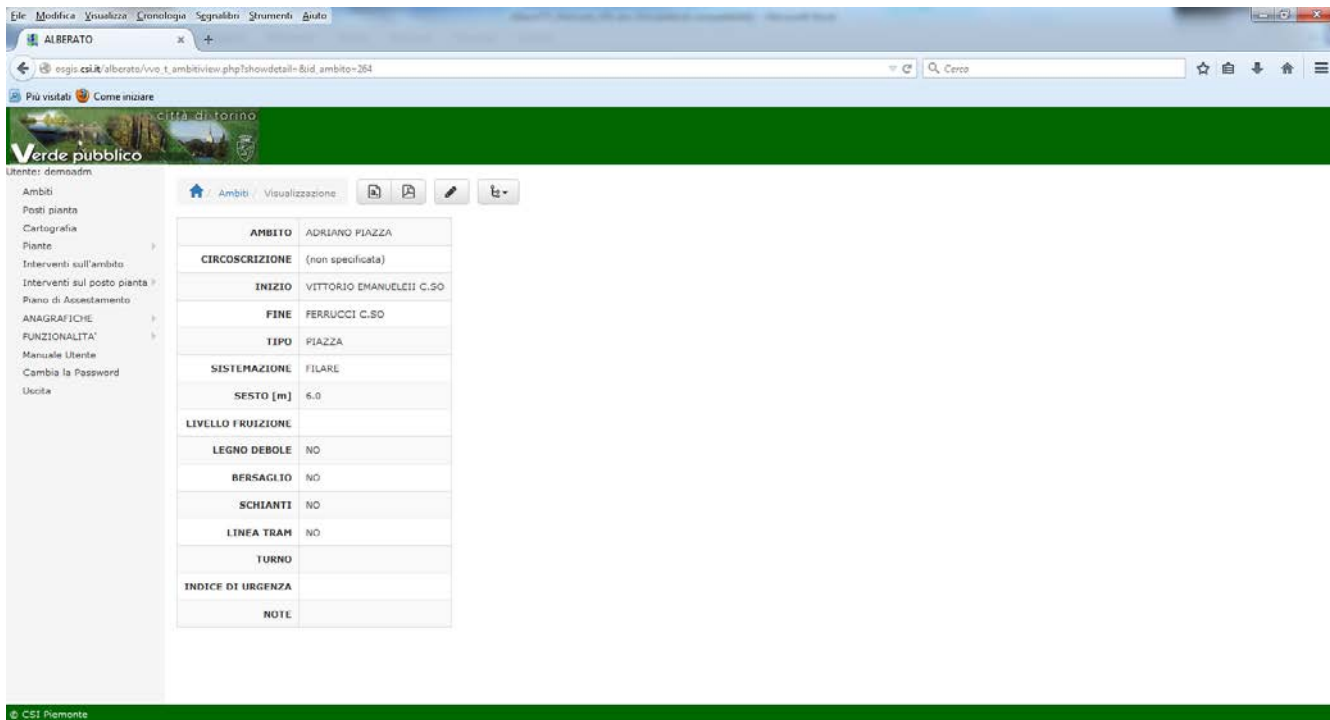 File Modifica Visualizza Cronologia Segnalibri Strumenti Aiuto
ALBERATO × +
osgis.csi.it/alberato/vvo_t_ambitiview.php?showdetail=&id_ambito=264
Cerca
Più visitati Come iniziare
città di torino
Verde pubblico
Utente: demoadm
Ambiti
Posti pianta
Cartografia
Piante
Interventi sull'ambito
Interventi sul posto pianta
Piano di Assestamento
ANAGRAFICHE
FUNZIONALITA'
Manuale Utente
Cambia la Password
Uscita
/ Ambiti / Visualizzazione
AMBITO ADRIANO PIAZZA
CIRCOSCRIZIONE (non specificata)
INIZIO VITTORIO EMANUELEII C.SO
FINE FERRUCCI C.SO
TIPO PIAZZA
SISTEMAZIONE FILARE
SESTO [m] 6.0
LIVELLO FRUIZIONE
LEGNO DEBOLE NO
BERSAGLIO NO
SCHIANTI NO
LINEA TRAM NO
TURNO
INDICE DI URGENZA
NOTE
© CSI Piemonte